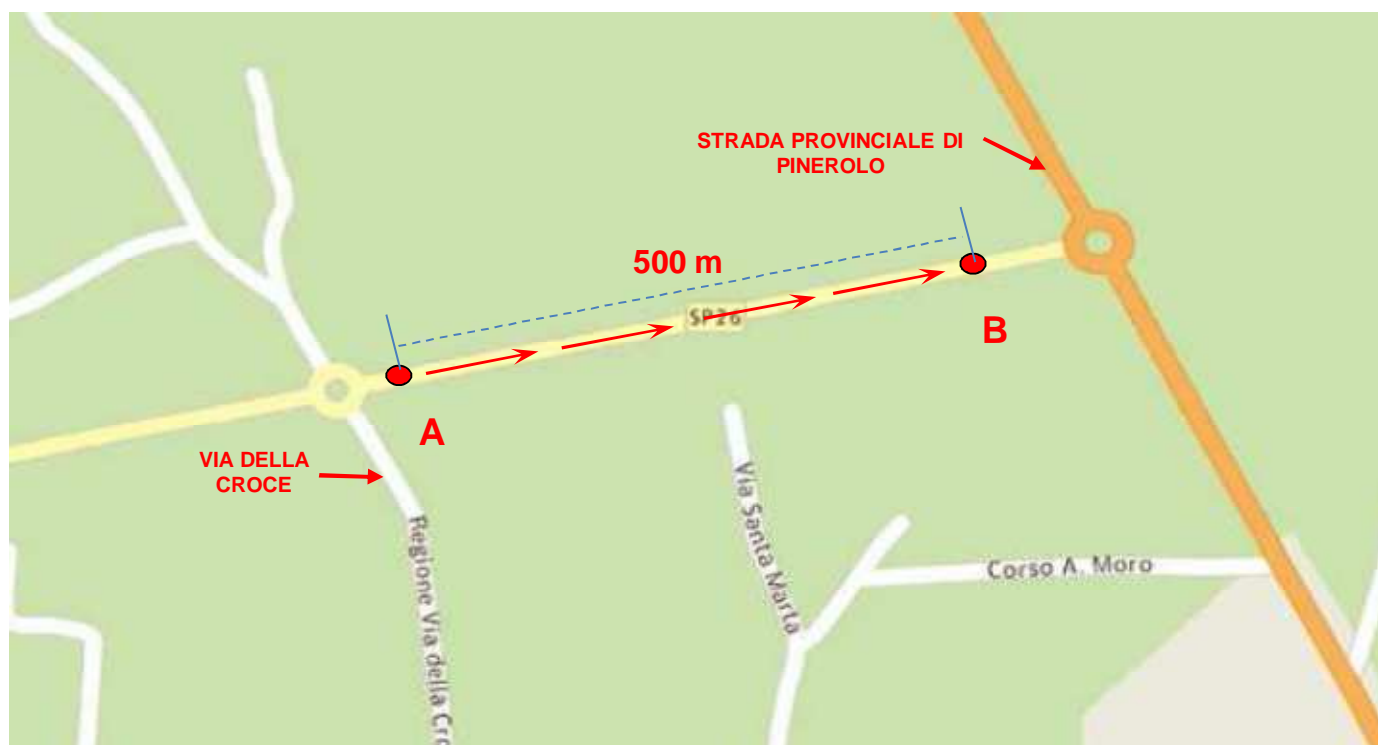 STRADA PROVINCIALE DI
PINEROLO
500 m
SP26
B
A
VIA DELLA
CROCE
Via Santa Marta
Corso A. Moro
Regione Via della Cro